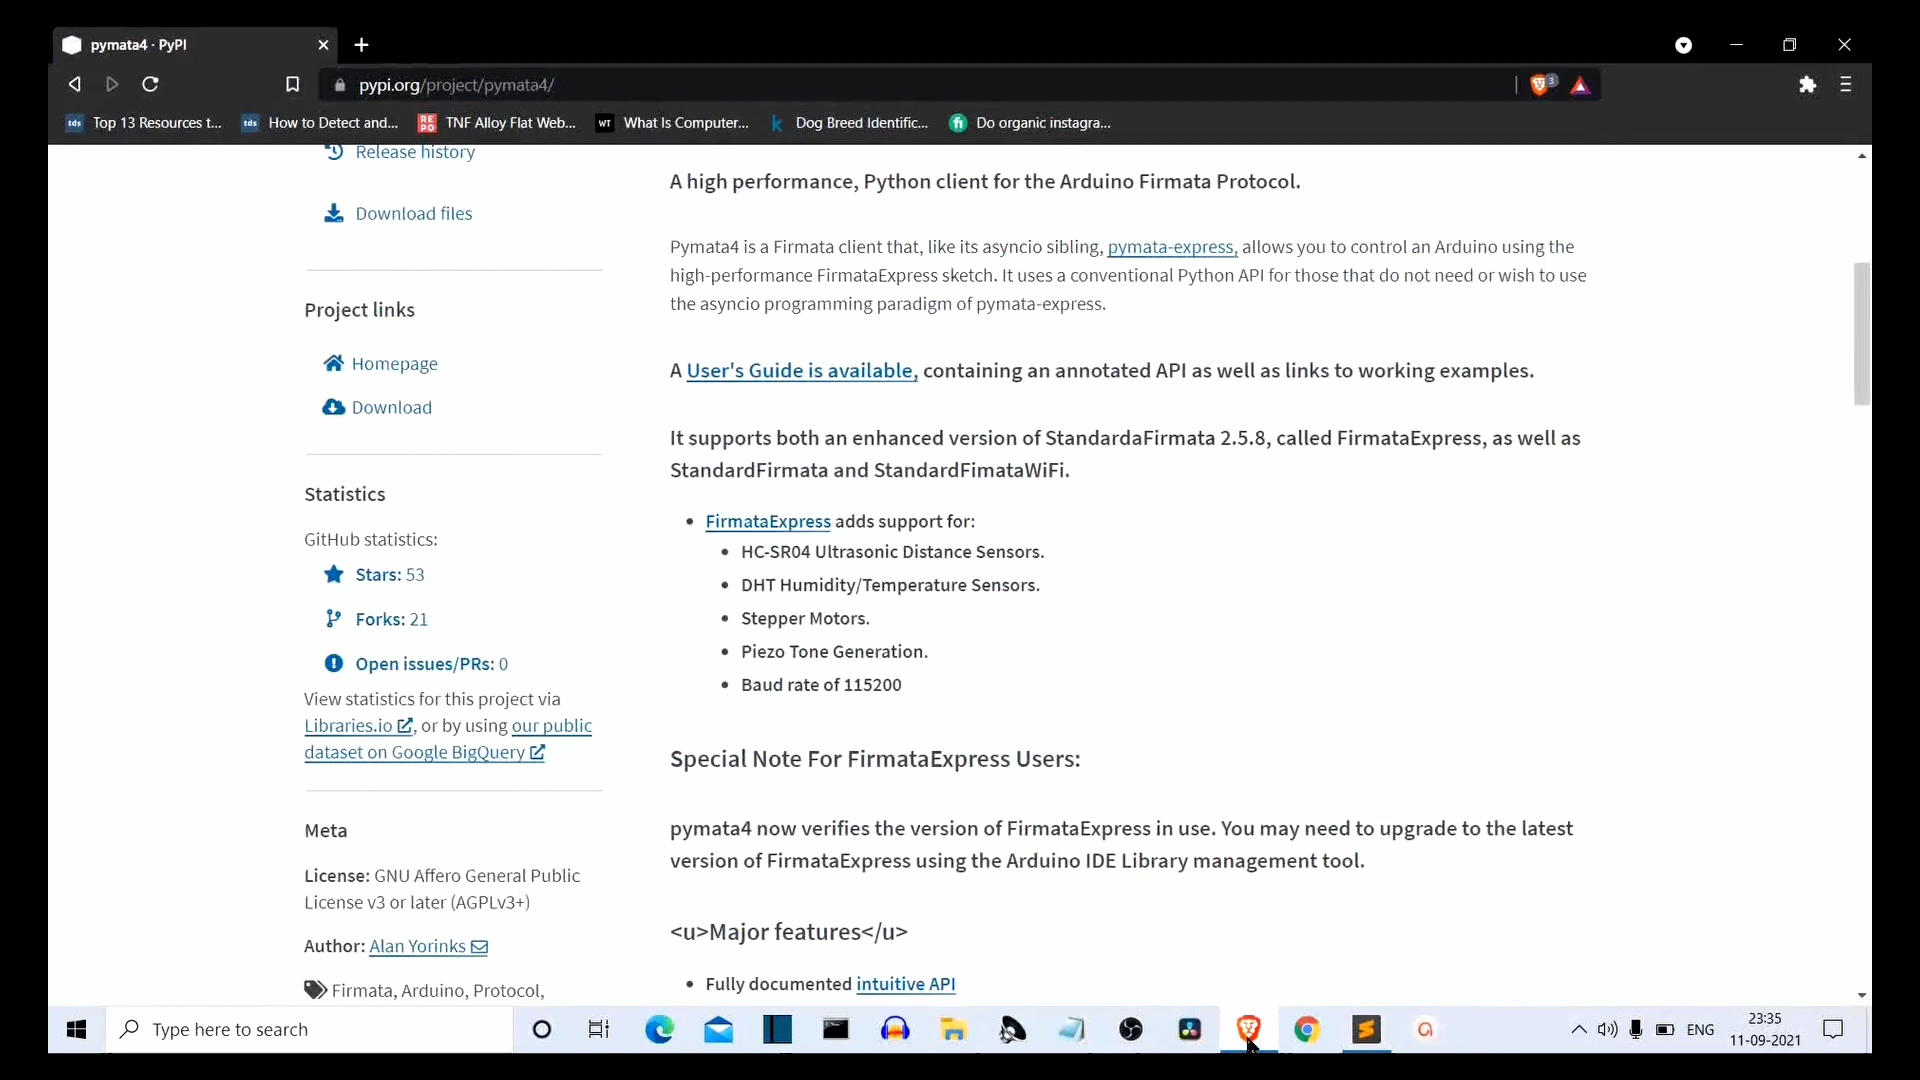 pymata4 · PyPI
pypi.org/project/pymata4/
3
tds Top 13 Resources t...
tds How to Detect and...
RE PO TNF Alloy Flat Web...
WT What Is Computer...
k Dog Breed Identific...
fi Do organic instagra...
Release history
Download files
Project links
Homepage
Download
Statistics
GitHub statistics:
Stars: 53
Forks: 21
Open issues/PRs: 0
View statistics for this project via
Libraries.io , or by using our public
dataset on Google BigQuery
Meta
License: GNU Affero General Public
License v3 or later (AGPLv3+)
Author: Alan Yorinks
Firmata, Arduino, Protocol,
A high performance, Python client for the Arduino Firmata Protocol.
Pymata4 is a Firmata client that, like its asyncio sibling, pymata-express, allows you to control an Arduino using the
high-performance FirmataExpress sketch. It uses a conventional Python API for those that do not need or wish to use
the asyncio programming paradigm of pymata-express.
A User's Guide is available, containing an annotated API as well as links to working examples.
It supports both an enhanced version of StandardaFirmata 2.5.8, called FirmataExpress, as well as
StandardFirmata and StandardFimataWiFi.
• FirmataExpress adds support for:
• HC-SR04 Ultrasonic Distance Sensors.
• DHT Humidity/Temperature Sensors.
• Stepper Motors.
• Piezo Tone Generation.
• Baud rate of 115200
Special Note For FirmataExpress Users:
pymata4 now verifies the version of FirmataExpress in use. You may need to upgrade to the latest
version of FirmataExpress using the Arduino IDE Library management tool.
<u>Major features</u>
• Fully documented intuitive API
Type here to search
ENG
23:35
11-09-2021